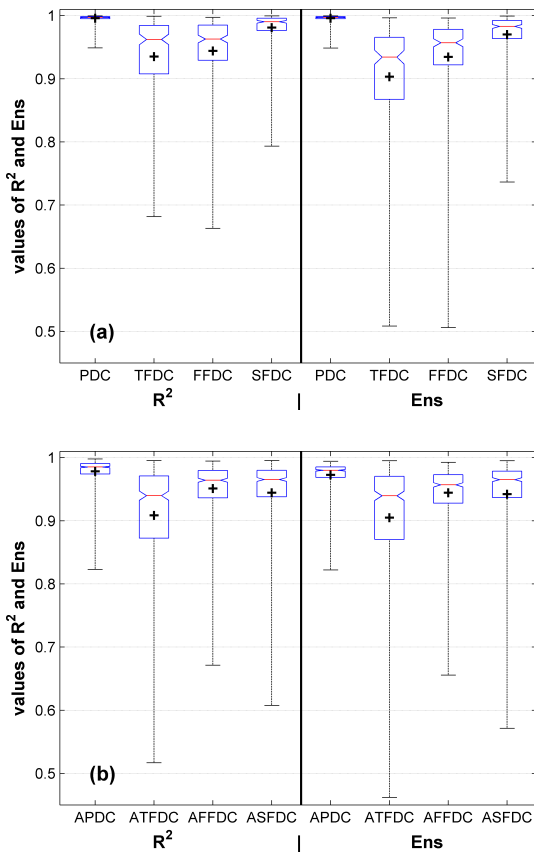 values of R² and Ens
1
0.9
0.8
0.7
0.6
0.5
(a)
PDC TFDC FFDC SFDC PDC TFDC FFDC SFDC
R² | Ens
values of R² and Ens
1
0.9
0.8
0.7
0.6
0.5
(b)
APDC ATFDC AFFDC ASFDC APDC ATFDC AFFDC ASFDC
R² | Ens